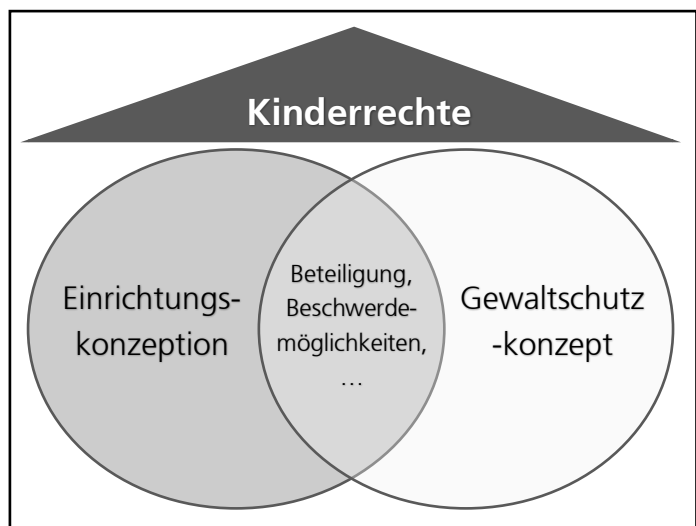 Kinderrechte
Einrichtungs-
konzeption
Beteiligung,
Beschwerde-
möglichkeiten,
...
Gewaltschutz
-konzept